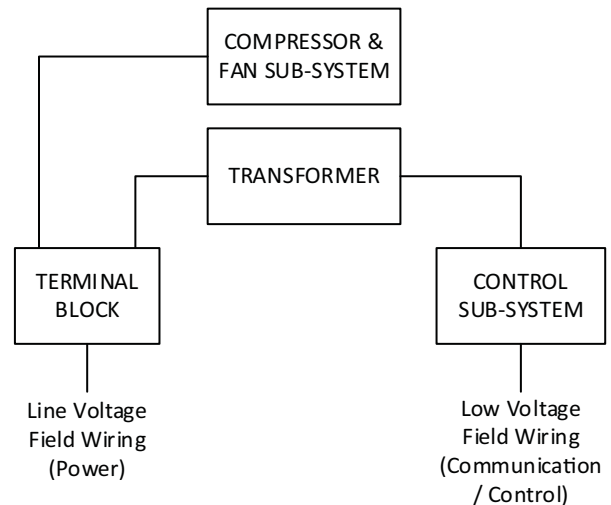 COMPRESSOR &
FAN SUB-SYSTEM
TRANSFORMER
TERMINAL
BLOCK
CONTROL
SUB-SYSTEM
Line Voltage
Field Wiring
(Power)
Low Voltage
Field Wiring
(Communication
/ Control)